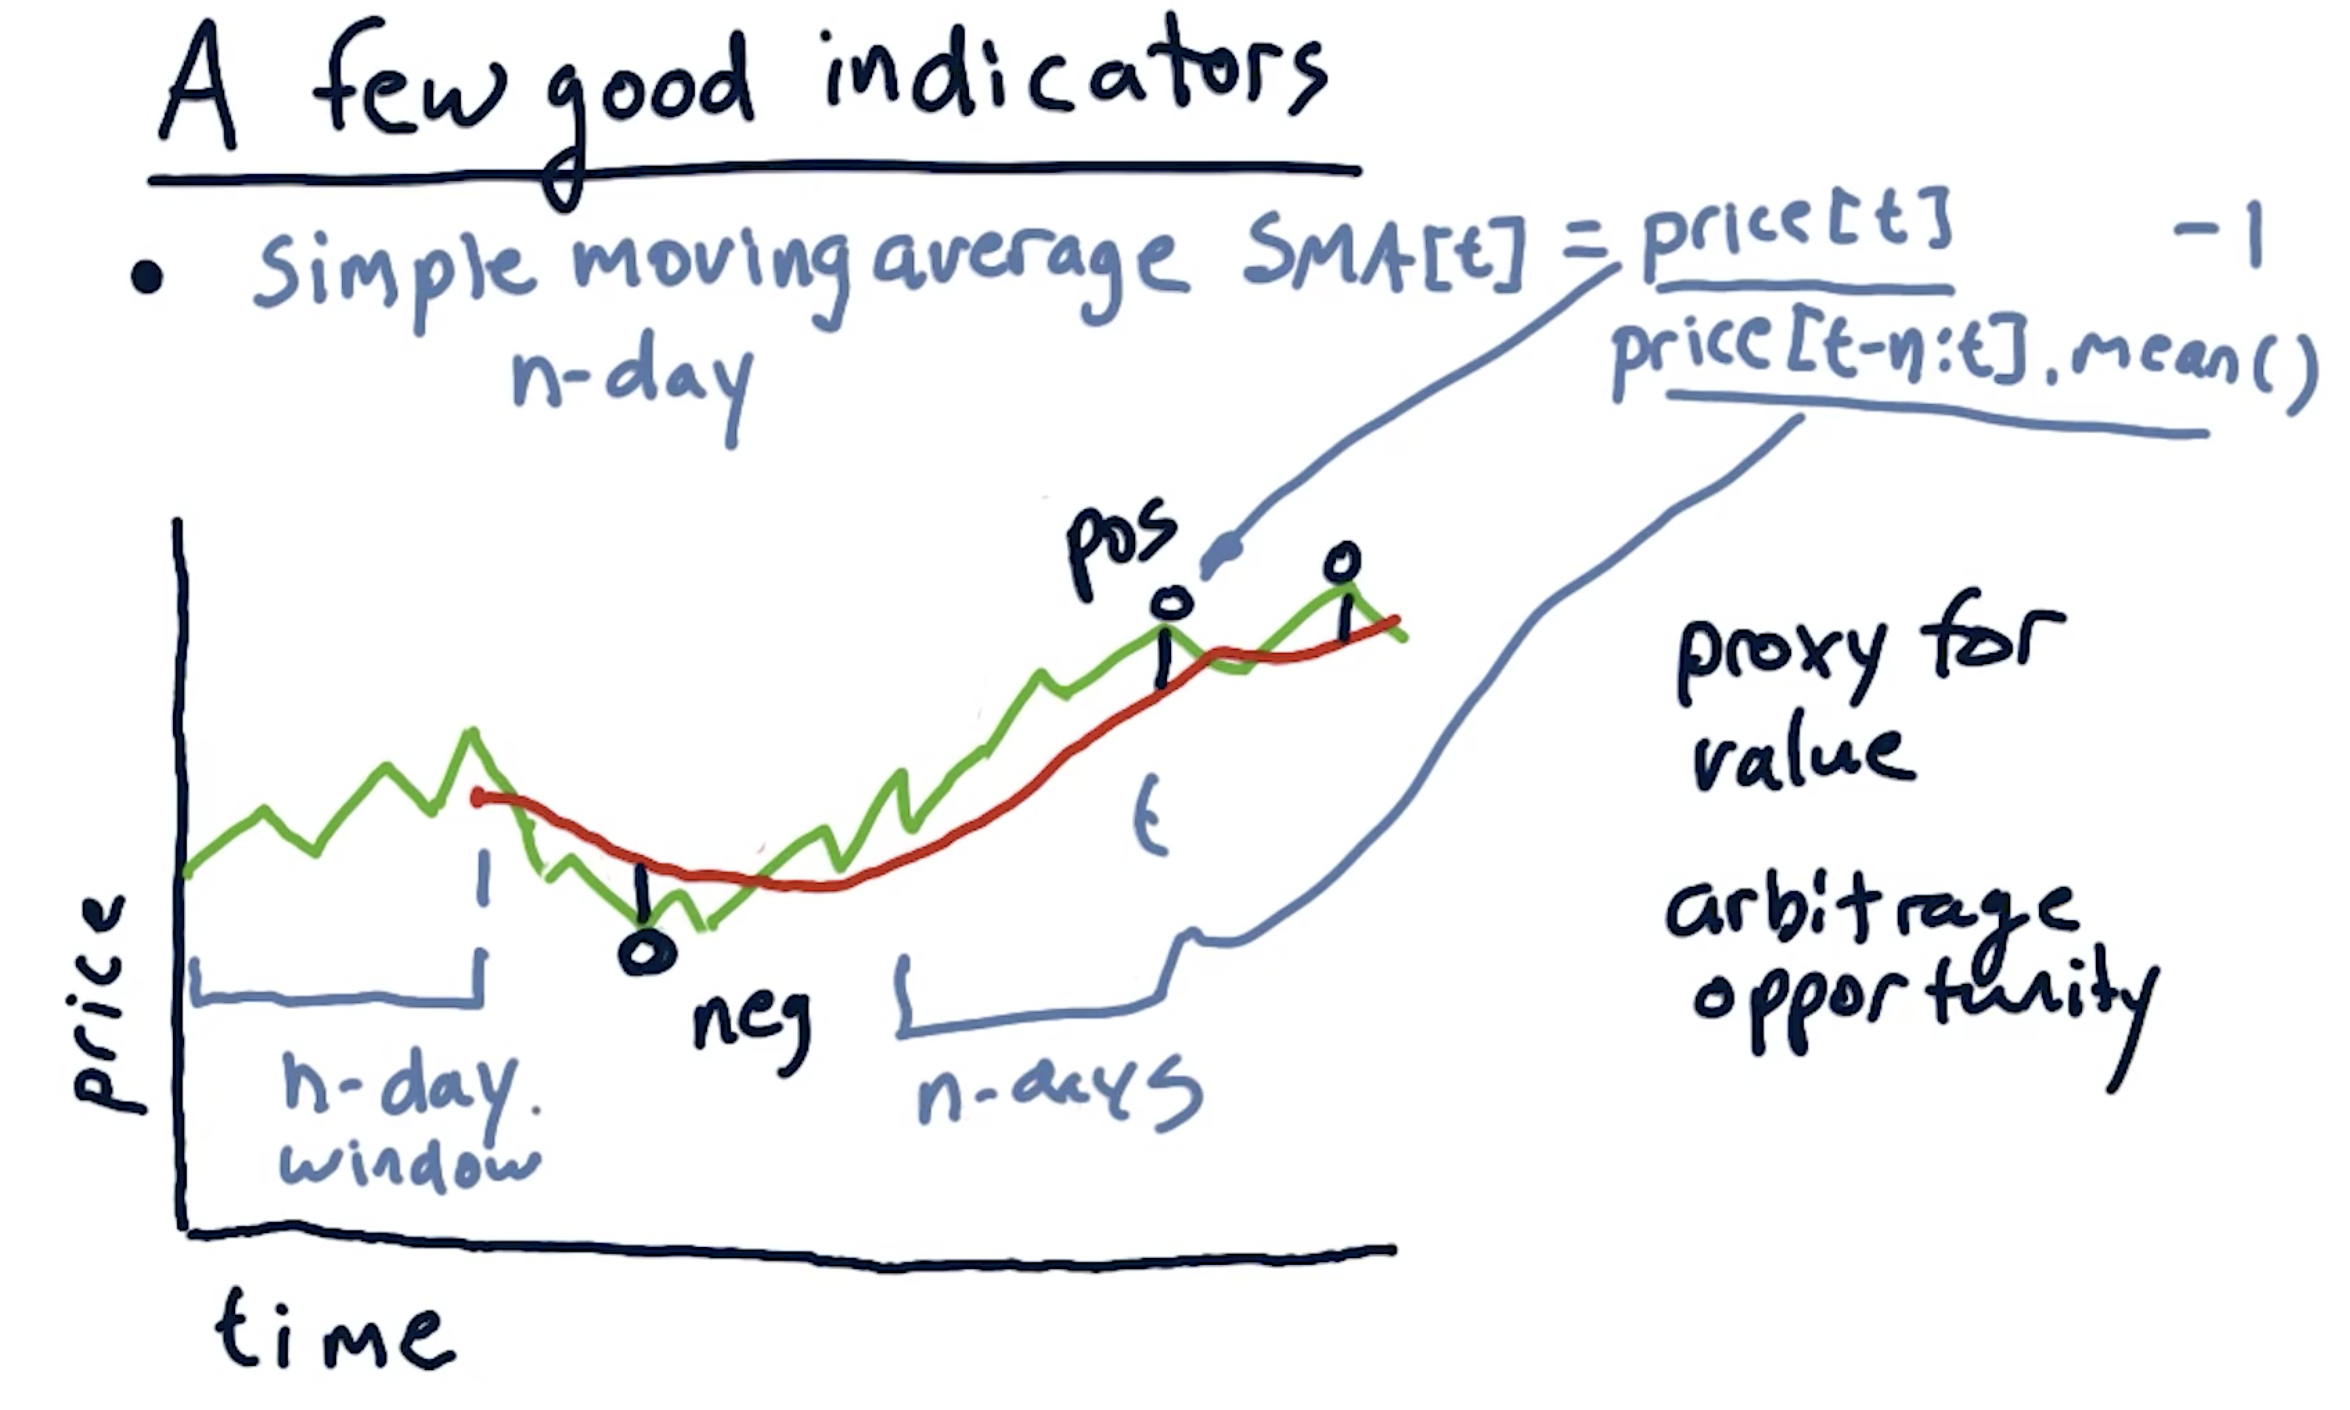 A few good indicators
• simple moving average SMA[t] = price[t] -1
n-day
price[t-n:t].mean()
pos
proxy for
value
t
arbitrage
opportunity
neg
n-day.
window
n-days
price
time